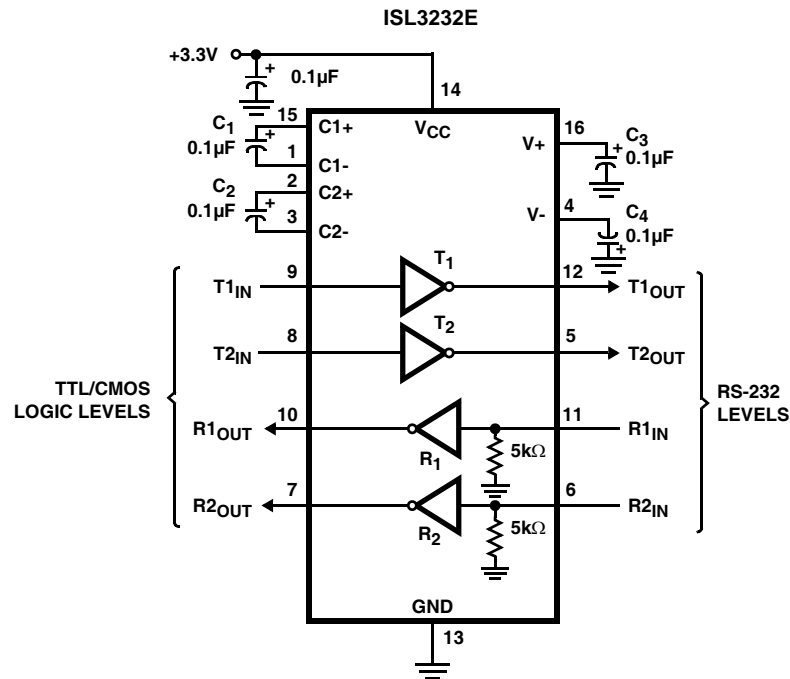 ISL3232E
+3.3V
0.1µF
14
V_CC
C1
0.1µF
15
C1+
1
C1-
C2
0.1µF
2
C2+
3
C2-
16
V+
C3
0.1µF
4
V-
C4
0.1µF
+
+
+
+
+
T1IN
9
T1
12
T1OUT
T2IN
8
T2
5
T2OUT
TTL/CMOS
LOGIC LEVELS
RS-232
LEVELS
R1OUT
10
R1
5kΩ
11
R1IN
R2OUT
7
R2
5kΩ
6
R2IN
GND
13